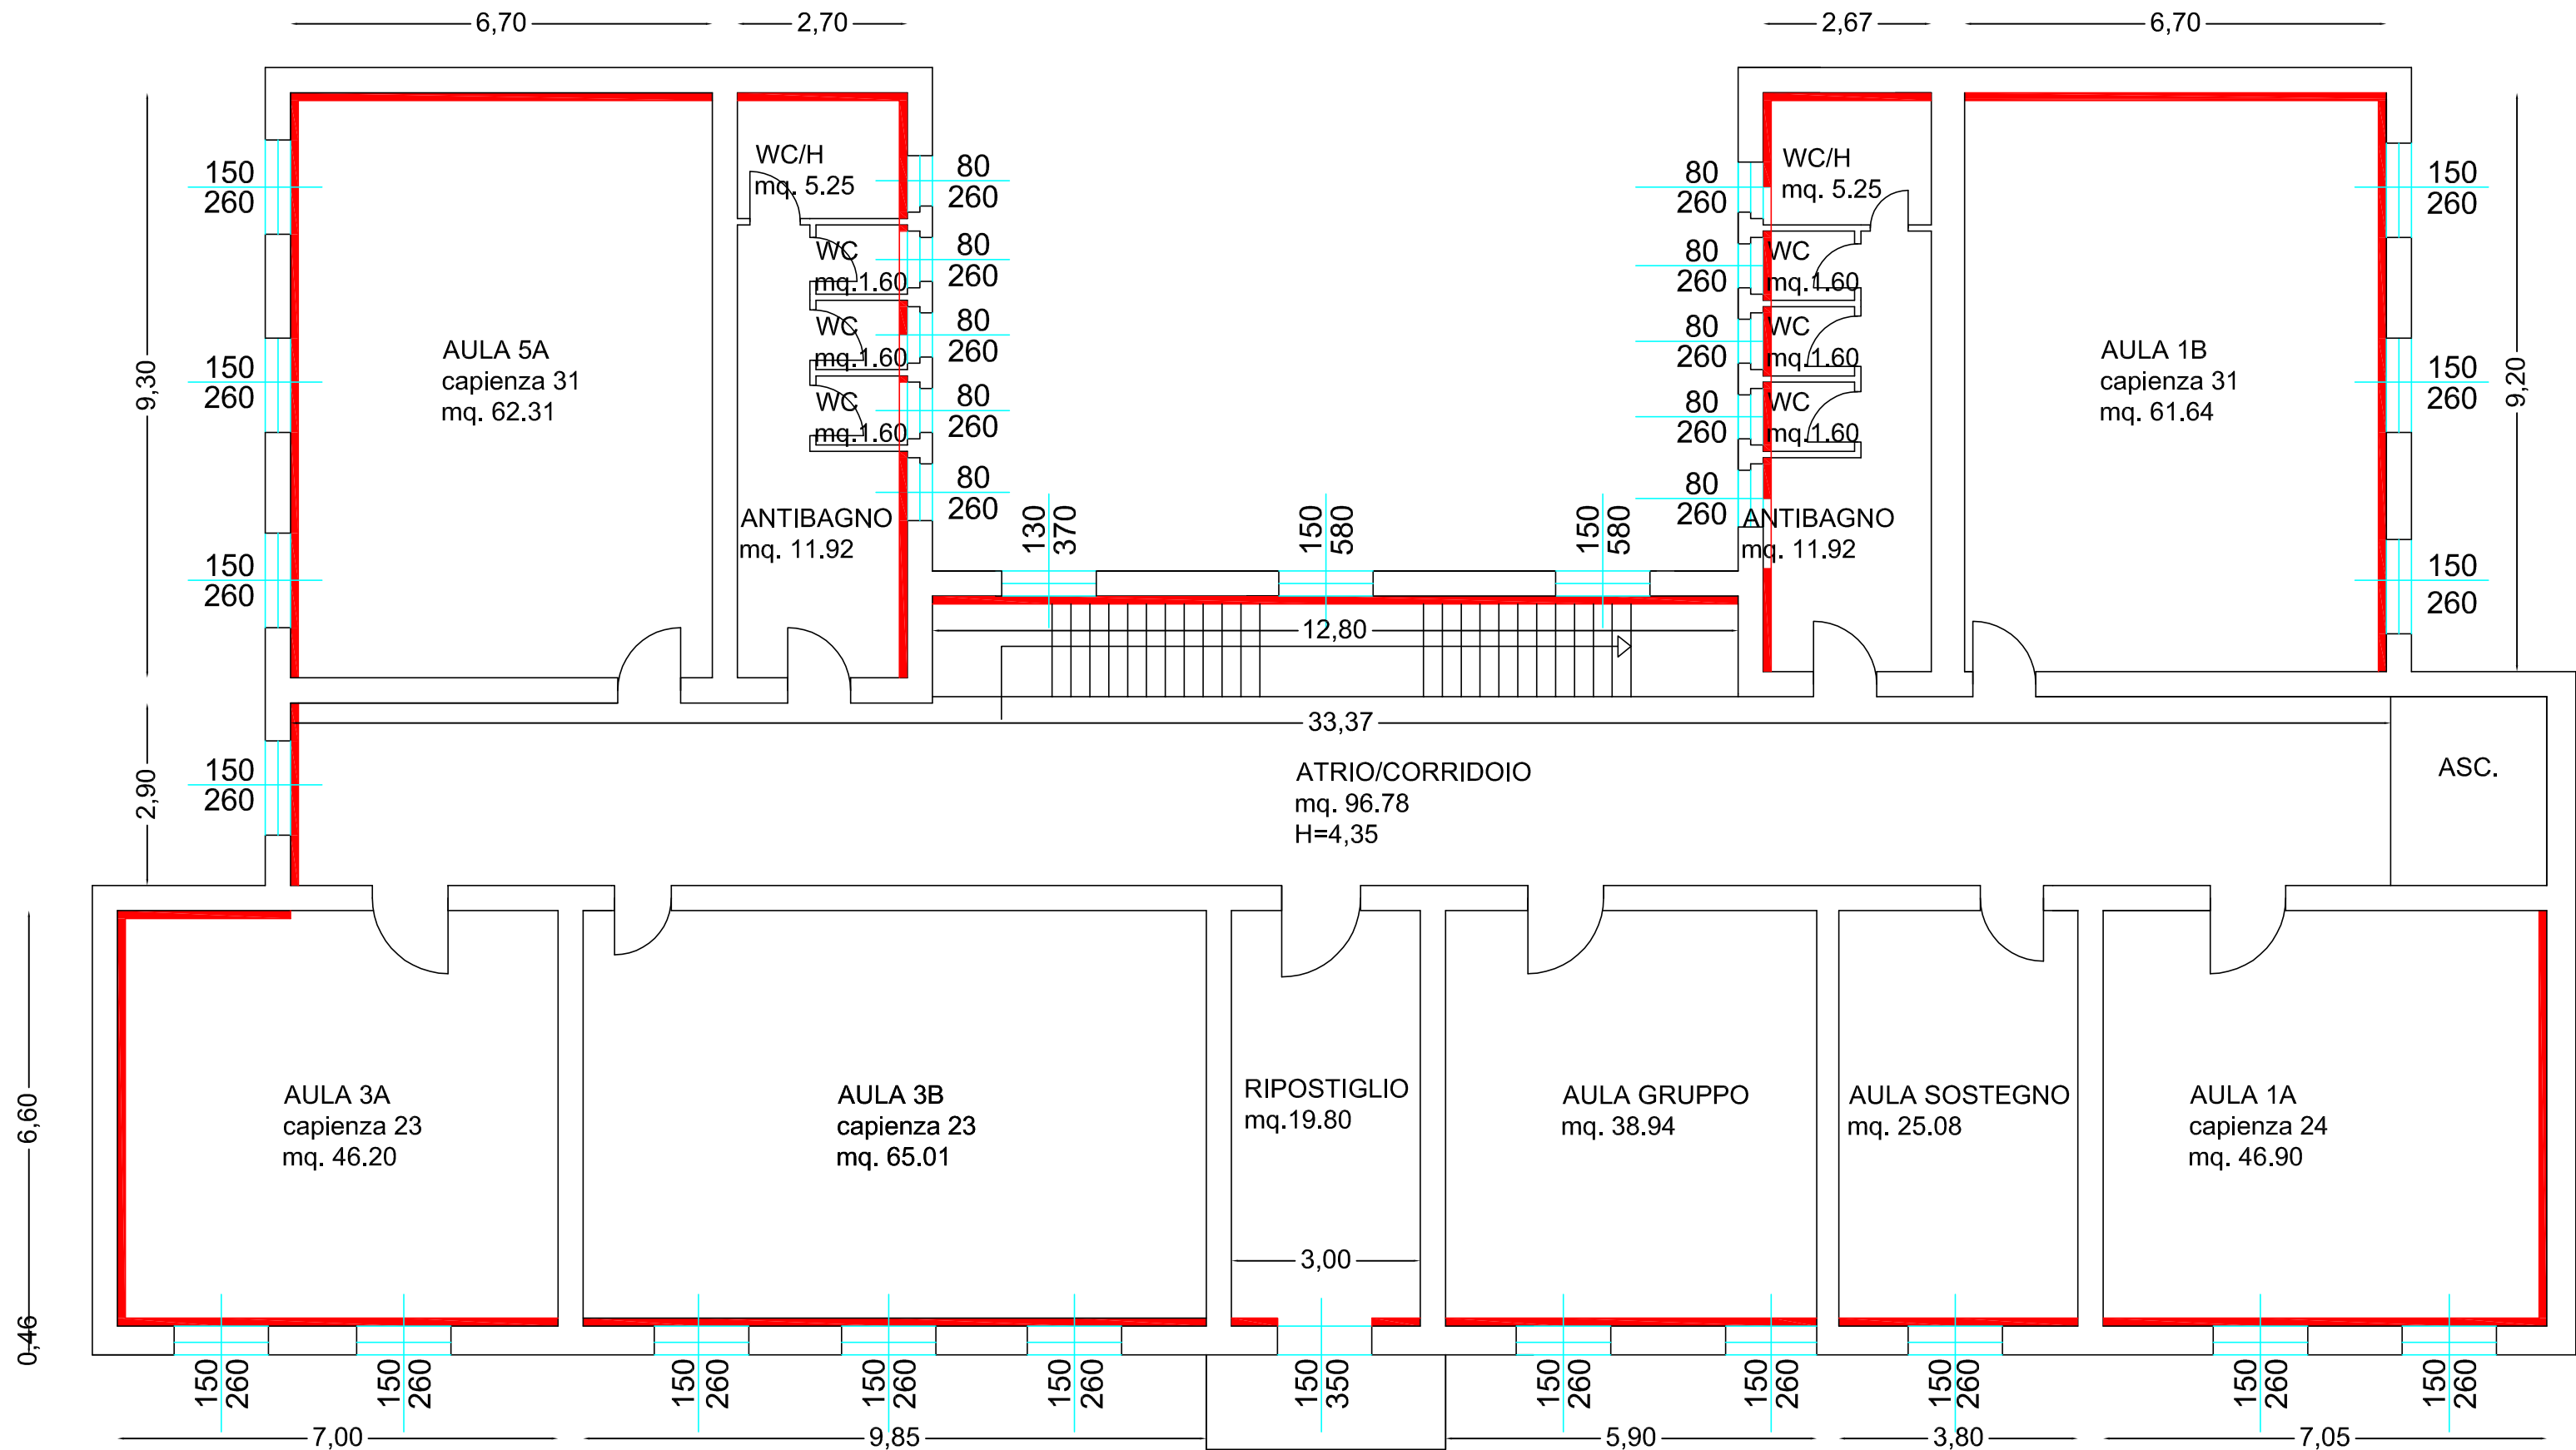 6,70
2,70
2,67
6,70
WC/H
mq. 5.25
WC/H
mq. 5.25
150
260
80
260
80
260
150
260
WC
mq.1.60
80
260
80
260
WC
mq.1.60
WC
mq.1.60
80
260
80
260
WC
mq.1.60
9,30
AULA 5A
capienza 31
mq. 62.31
150
260
AULA 1B
capienza 31
mq. 61.64
150
260
9,20
WC
mq.1.60
80
260
80
260
WC
mq.1.60
ANTIBAGNO
mq. 11.92
80
260
80
260
ANTIBAGNO
mq. 11.92
130
370
150
580
150
580
150
260
150
260
12,80
33,37
2,90
150
260
ATRIO/CORRIDOIO
mq. 96.78
H=4,35
ASC.
6,60
AULA 3A
capienza 23
mq. 46.20
AULA 3B
capienza 23
mq. 65.01
RIPOSTIGLIO
mq.19.80
AULA GRUPPO
mq. 38.94
AULA SOSTEGNO
mq. 25.08
AULA 1A
capienza 24
mq. 46.90
3,00
0,46
150
260
150
260
150
260
150
260
150
260
150
350
150
260
150
260
150
260
150
260
150
260
7,00
9,85
5,90
3,80
7,05